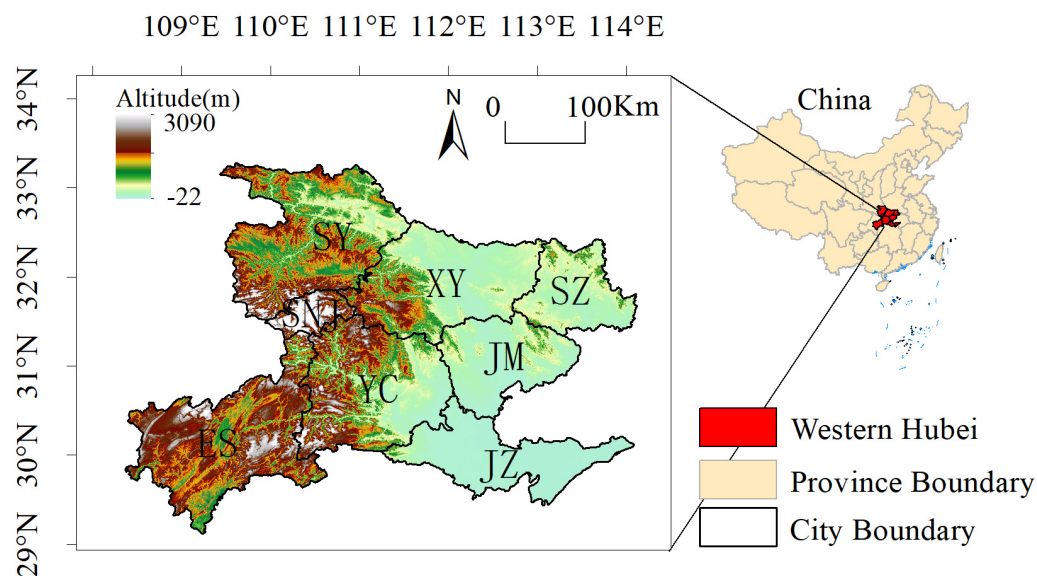 109°E 110°E 111°E 112°E 113°E 114°E
34°N
33°N
32°N
31°N
30°N
29°N
Altitude(m)
3090
-22
N
0 100Km
China
SY
XY
SZ
SNJ
JM
YC
ES
JZ
Western Hubei
Province Boundary
City Boundary